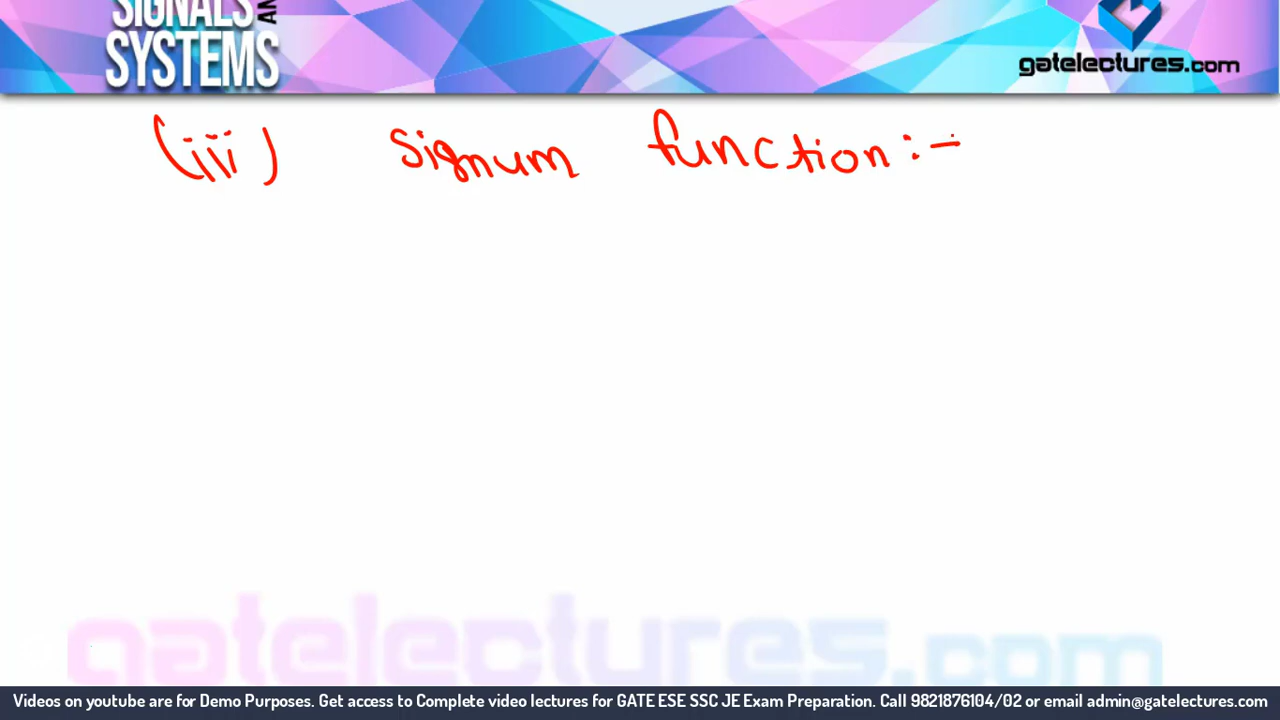 SIGNALS AND
SYSTEMS
gatelectures.com
(iii) Signum function:-
gatelectures.com
Videos on youtube are for Demo Purposes. Get access to Complete video lectures for GATE ESE SSC JE Exam Preparation. Call 9821876104/02 or email admin@gatelectures.com